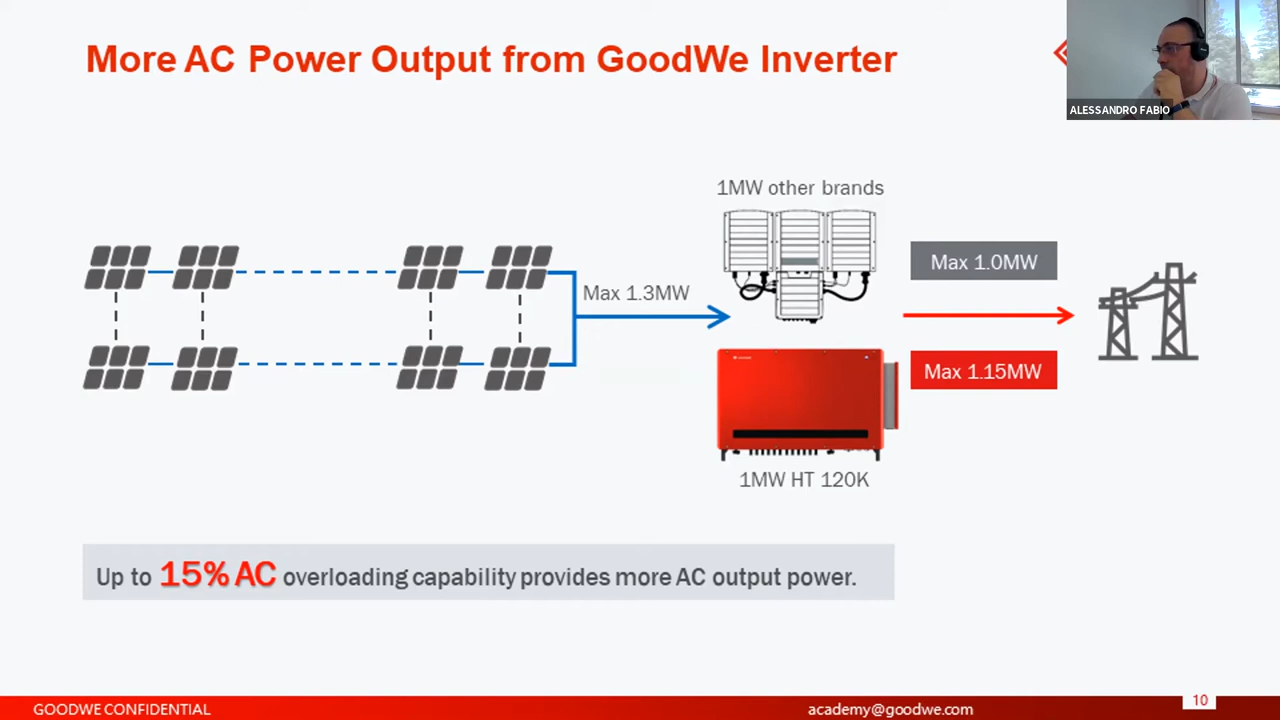 More AC Power Output from GoodWe Inverter
ALESSANDRO FABIO
1MW other brands
Max 1.3MW
Max 1.0MW
Max 1.15MW
1MW HT 120K
Up to 15% AC overloading capability provides more AC output power.
GOODWE CONFIDENTIAL
academy@goodwe.com
10